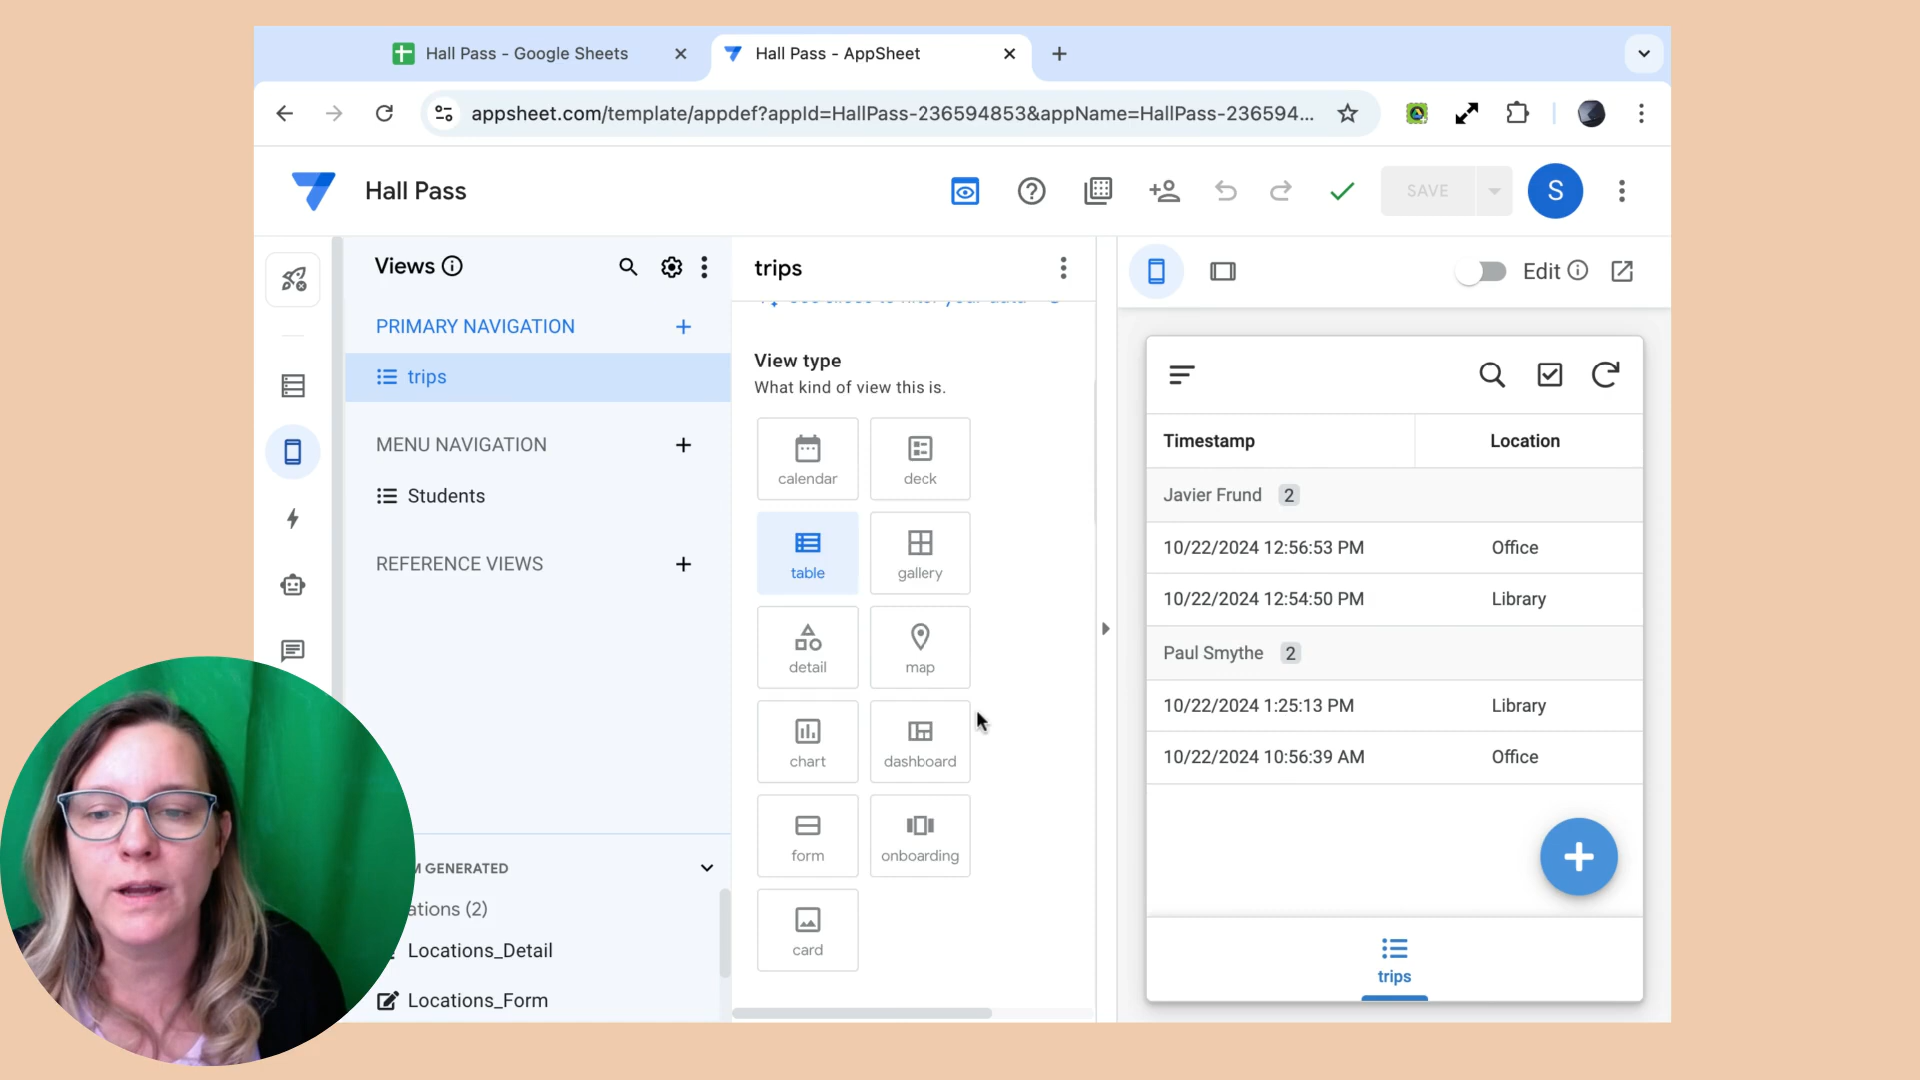 Hall Pass - Google Sheets
Hall Pass - AppSheet
appsheet.com/template/appdef?appId=HallPass-236594853&appName=HallPass-236594...
Hall Pass
SAVE
S
Views
PRIMARY NAVIGATION
trips
MENU NAVIGATION
Students
REFERENCE VIEWS
M GENERATED
ations (2)
Locations_Detail
Locations_Form
trips
View type
What kind of view this is.
calendar
deck
table
gallery
detail
map
chart
dashboard
form
onboarding
card
Edit
Timestamp Location
Javier Frund 2
10/22/2024 12:56:53 PM Office
10/22/2024 12:54:50 PM Library
Paul Smythe 2
10/22/2024 1:25:13 PM Library
10/22/2024 10:56:39 AM Office
trips